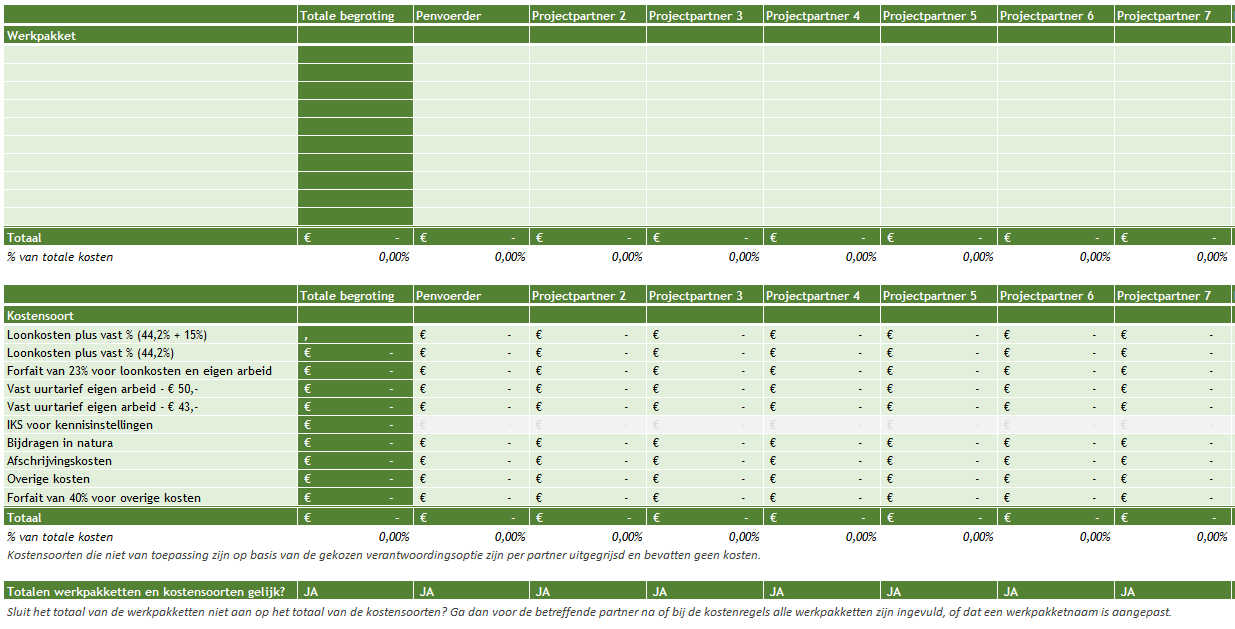 Totale begroting Penvoerder Projectpartner 2 Projectpartner 3 Projectpartner 4 Projectpartner 5 Projectpartner 6 Projectpartner 7
Werkpakket
Totaal € - € - € - € - € - € - € - € -
% van totale kosten 0,00% 0,00% 0,00% 0,00% 0,00% 0,00% 0,00% 0,00%
Totale begroting Penvoerder Projectpartner 2 Projectpartner 3 Projectpartner 4 Projectpartner 5 Projectpartner 6 Projectpartner 7
Kostensoort
Loonkosten plus vast % (44,2% + 15%) , € - € - € - € - € - € - € -
Loonkosten plus vast % (44,2%) € - € - € - € - € - € - € - € -
Forfait van 23% voor loonkosten en eigen arbeid € - € - € - € - € - € - € - € -
Vast uurtarief eigen arbeid - € 50,- € - € - € - € - € - € - € - € -
Vast uurtarief eigen arbeid - € 43,- € - € - € - € - € - € - € - € -
IKS voor kennisinstellingen € - € - € - € - € - € - € - € -
Bijdragen in natura € - € - € - € - € - € - € - € -
Afschrijvingskosten € - € - € - € - € - € - € - € -
Overige kosten € - € - € - € - € - € - € - € -
Forfait van 40% voor overige kosten € - € - € - € - € - € - € - € -
Totaal € - € - € - € - € - € - € - € -
% van totale kosten 0,00% 0,00% 0,00% 0,00% 0,00% 0,00% 0,00% 0,00%
Kostensoorten die niet van toepassing zijn op basis van de gekozen verantwoordingsoptie zijn per partner uitgegrijsd en bevatten geen kosten.
Totalen werkpakketten en kostensoorten gelijk? JA JA JA JA JA JA JA JA
Sluit het totaal van de werkpakketten niet aan op het totaal van de kostensoorten? Ga dan voor de betreffende partner na of bij de kostenregels alle werkpakketten zijn ingevuld, of dat een werkpakketnaam is aangepast.